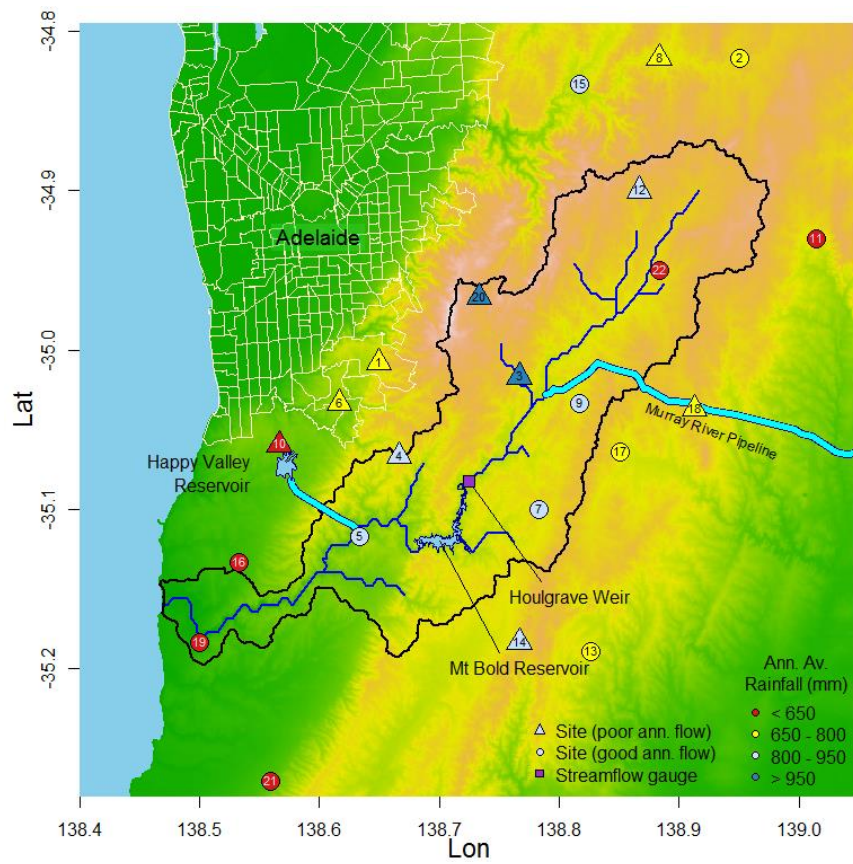 -34.8
-34.9
-35.0
-35.1
-35.2
Lat
8
2
15
12
Adelaide
11
22
20
3
1
6
9
18
Murray River Pipeline
10
4
17
Happy Valley
Reservoir
7
5
16
Houlgrave Weir
19
14
13
Mt Bold Reservoir
Ann. Av.
Rainfall (mm)
< 650
650 - 800
800 - 950
> 950
Site (poor ann. flow)
Site (good ann. flow)
Streamflow gauge
21
138.4
138.5
138.6
138.7
138.8
138.9
139.0
Lon